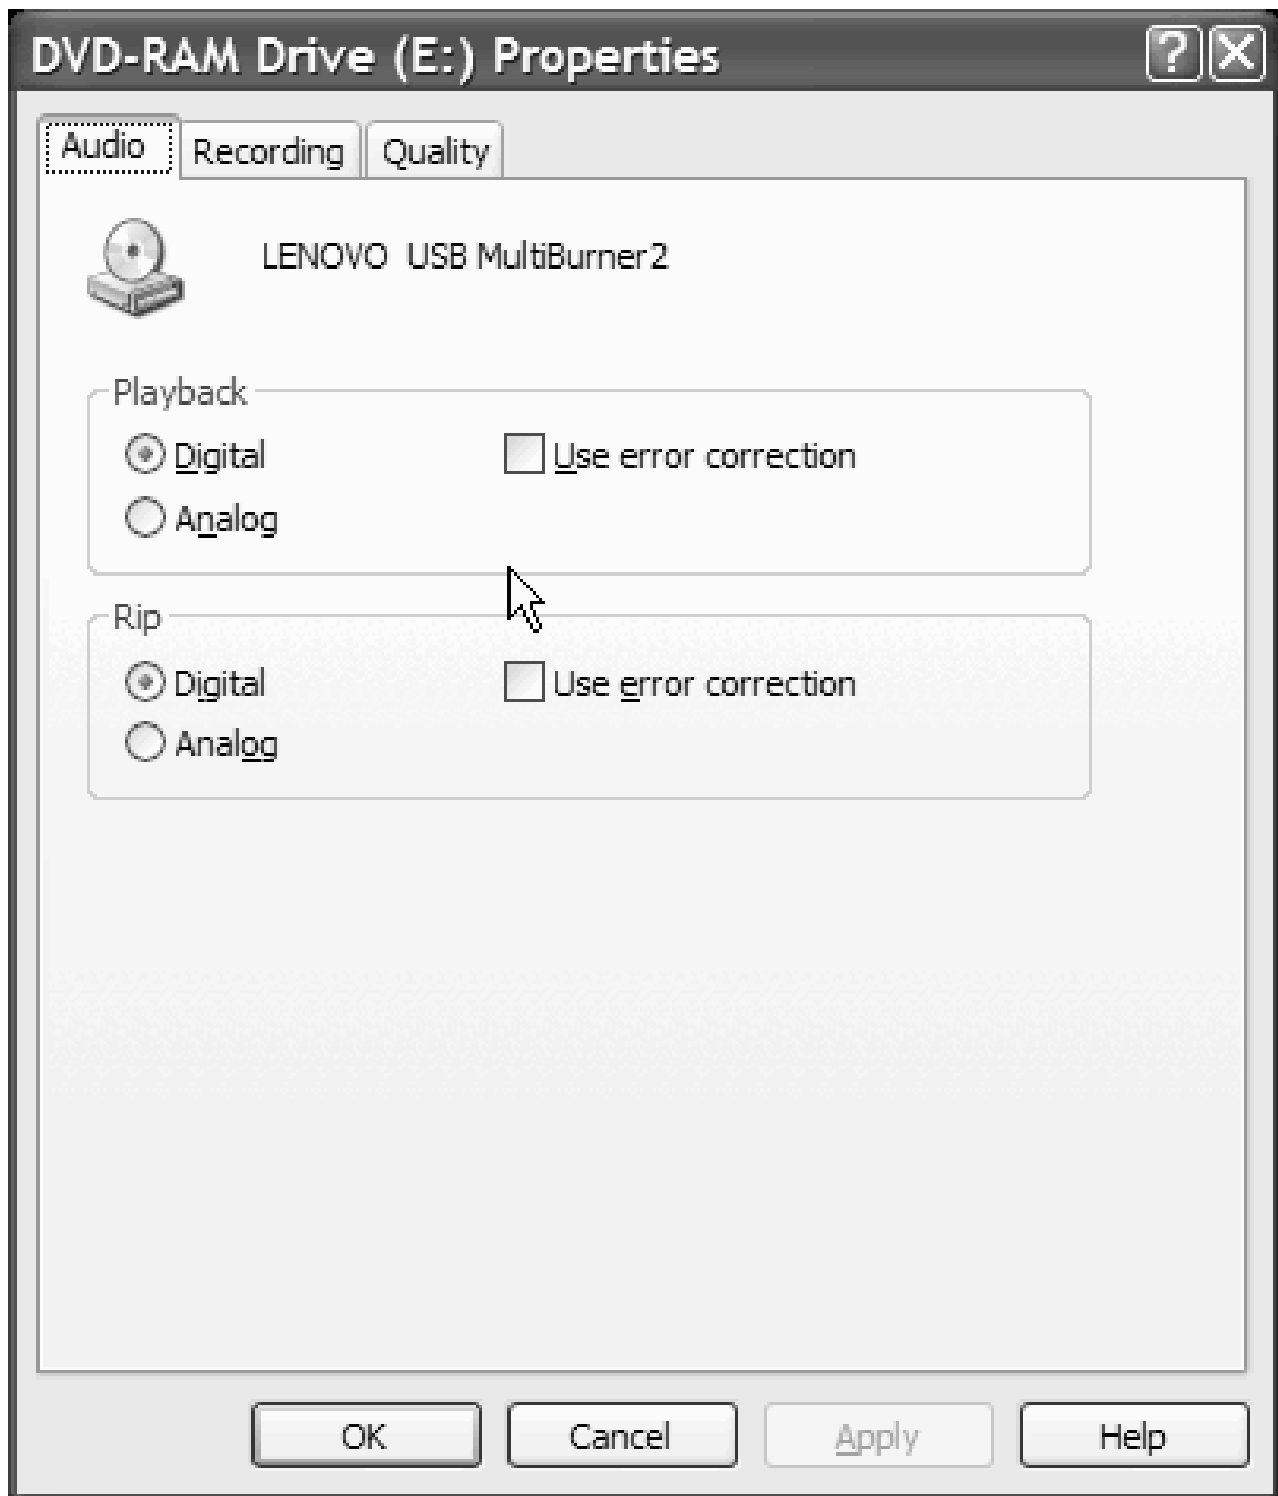 DVD-RAM Drive (E:) Properties
Audio Recording Quality
LENOVO USB MultiBurner2
Playback
Digital Use error correction
Analog
Rip
Digital Use error correction
Analog
OK Cancel Apply Help